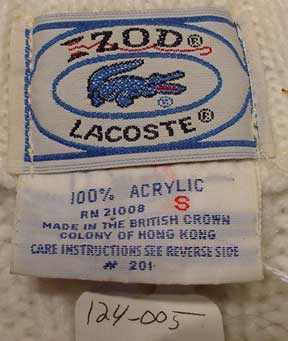 IZOD®
®
LACOSTE®
100% ACRYLIC
RN 21008 S
MADE IN THE BRITISH CROWN
COLONY OF HONG KONG
CARE INSTRUCTIONS SEE REVERSE SIDE
# 201
124-005